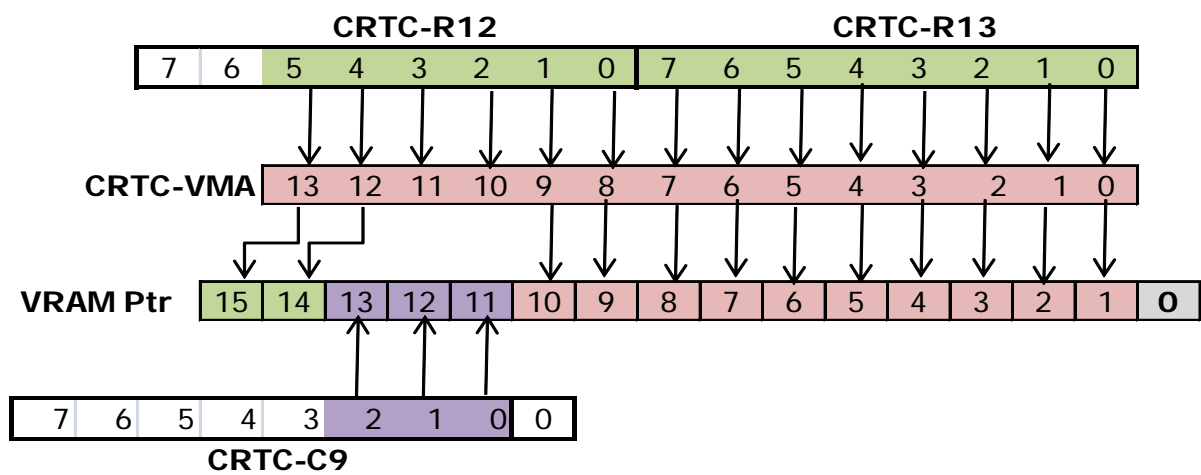 CRTC-R12 CRTC-R13
7 6 5 4 3 2 1 0 7 6 5 4 3 2 1 0
CRTC-VMA 13 12 11 10 9 8 7 6 5 4 3 2 1 0
VRAM Ptr 15 14 13 12 11 10 9 8 7 6 5 4 3 2 1 0
7 6 5 4 3 2 1 0 0
CRTC-C9